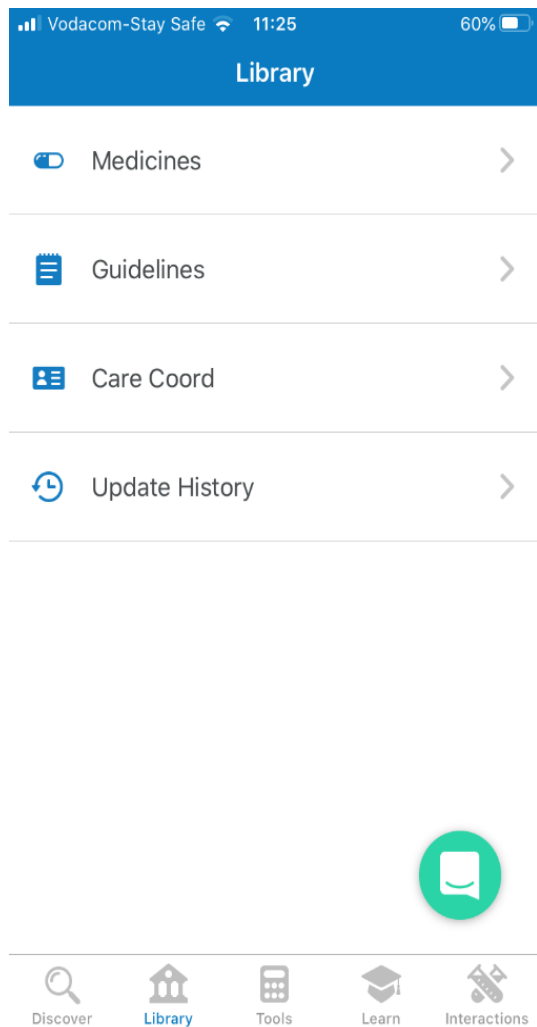 Vodacom-Stay Safe 11:25 60%
Library
Medicines
Guidelines
Care Coord
Update History
Discover Library Tools Learn Interactions